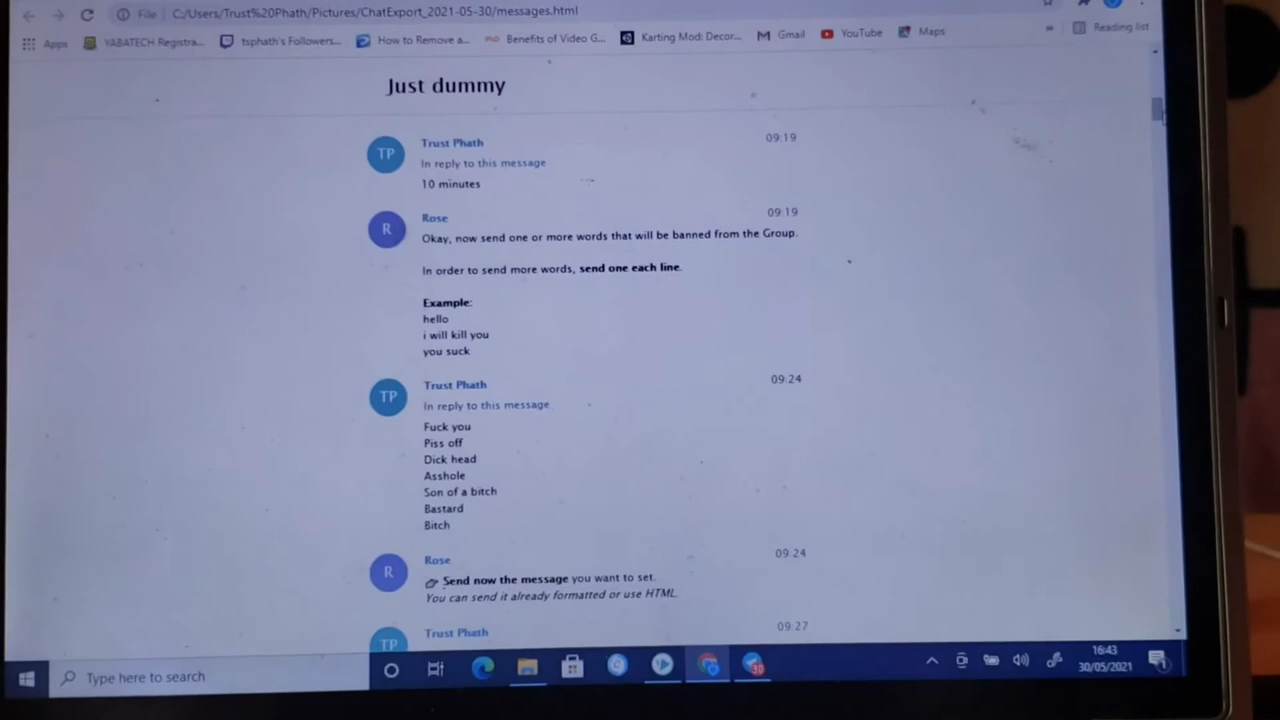 File C:/Users/Trust%20Phath/Pictures/ChatExport_2021-05-30/messages.html
Apps YABATECH Registra... tsphath's Followers... How to Remove a... Benefits of Video G... Karting Mod: Decor... Gmail YouTube Maps » Reading list
Just dummy
TP Trust Phath 09:19
In reply to this message
10 minutes
R Rose 09:19
Okay, now send one or more words that will be banned from the Group.
In order to send more words, send one each line.
Example:
hello
i will kill you
you suck
TP Trust Phath 09:24
In reply to this message
Fuck you
Piss off
Dick head
Asshole
Son of a bitch
Bastard
Bitch
R Rose 09:24
Send now the message you want to set.
You can send it already formatted or use HTML.
TP Trust Phath 09:27
Type here to search 30 16:43
30/05/2021 1